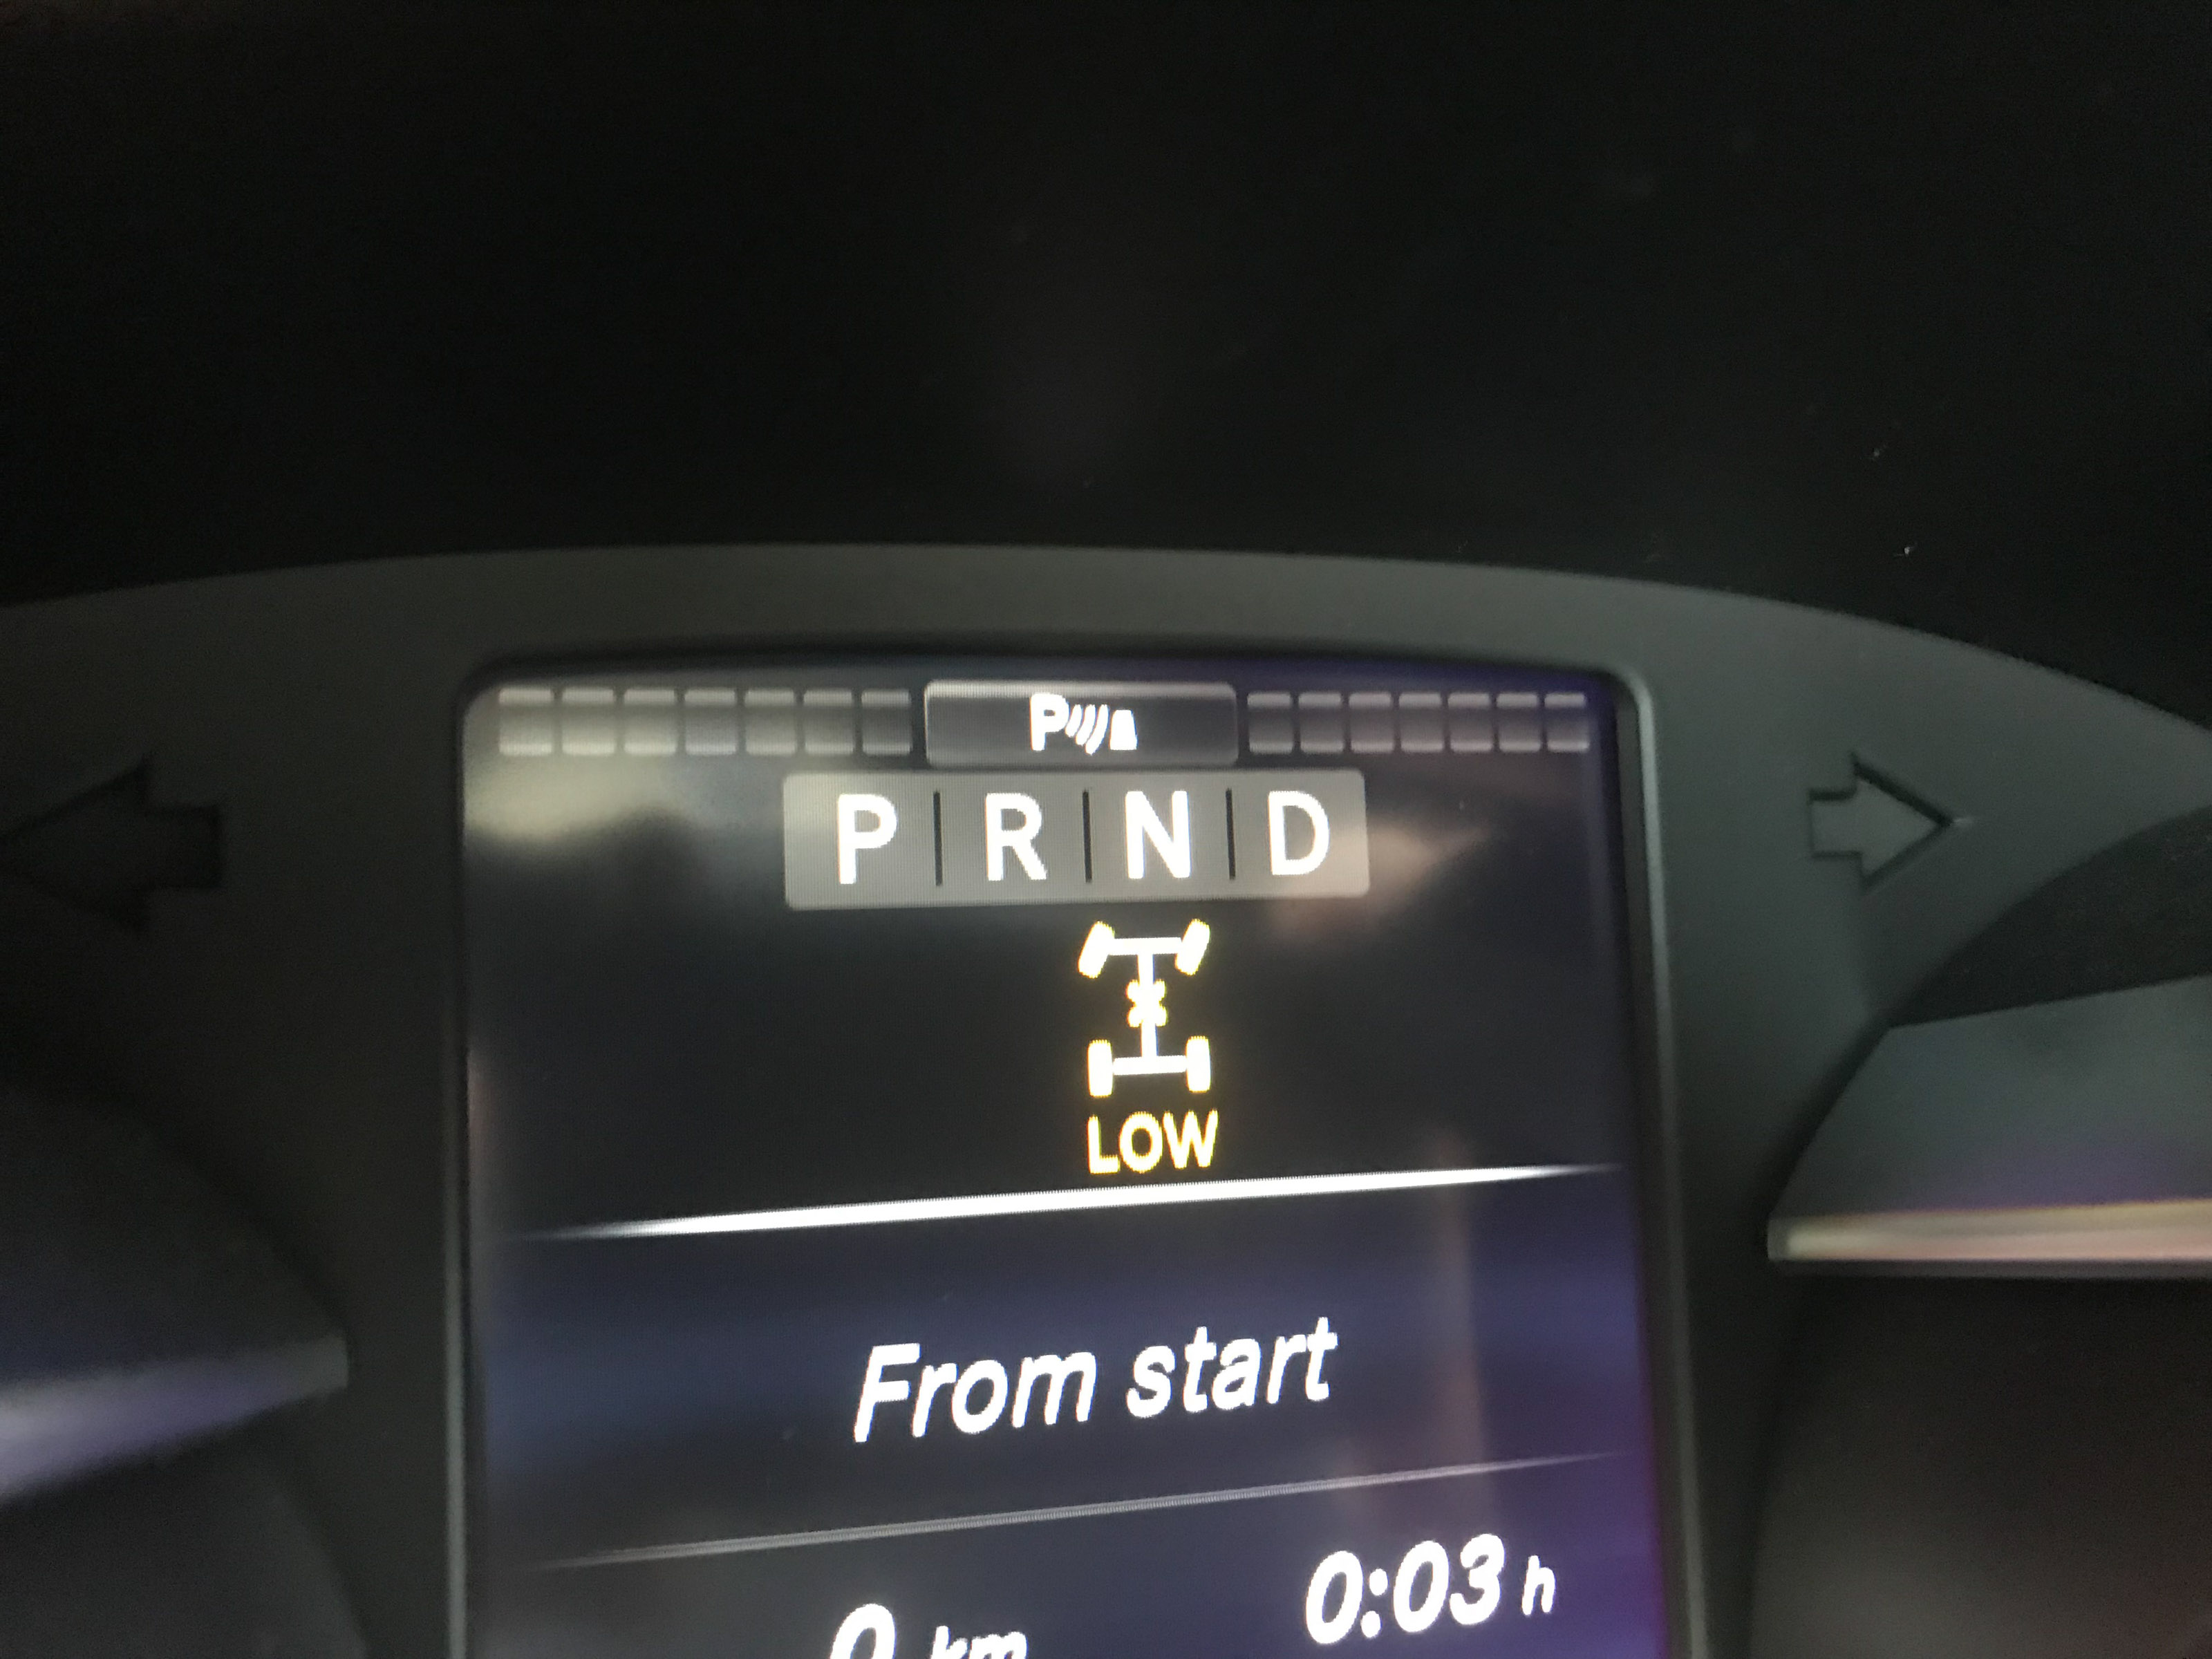 P
P R N D
LOW
From start
0 km 0:03 h